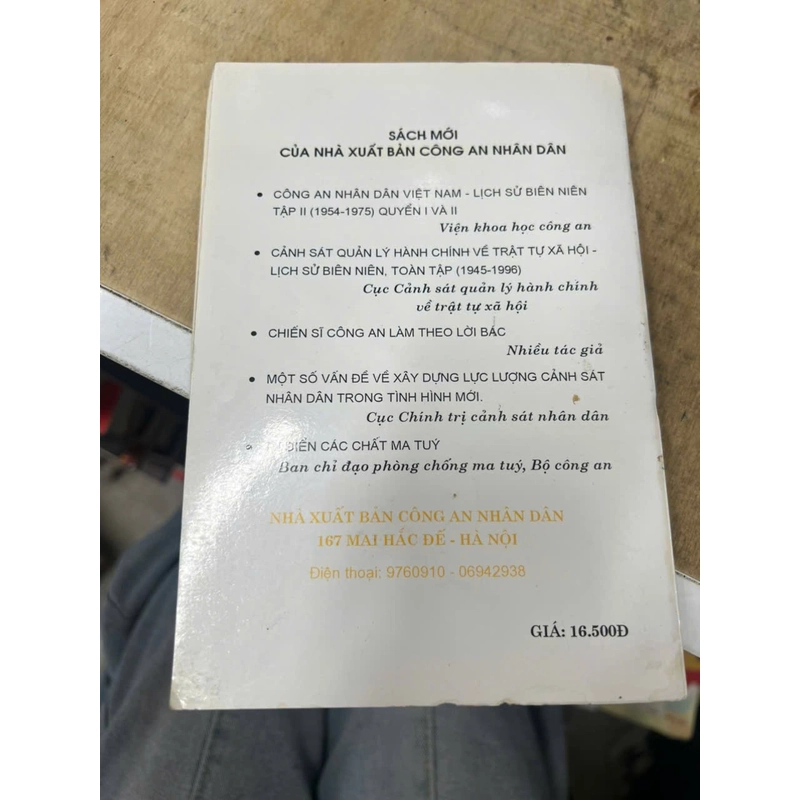 SÁCH MỚI
CỦA NHÀ XUẤT BẢN CÔNG AN NHÂN DÂN
• CÔNG AN NHÂN DÂN VIỆT NAM - LỊCH SỬ BIÊN NIÊN
TẬP II (1954-1975) QUYỂN I VÀ II
Viện khoa học công an
• CẢNH SÁT QUẢN LÝ HÀNH CHÍNH VỀ TRẬT TỰ XÃ HỘI -
LỊCH SỬ BIÊN NIÊN, TOÀN TẬP (1945-1996)
Cục Cảnh sát quản lý hành chính
về trật tự xã hội
• CHIẾN SĨ CÔNG AN LÀM THEO LỜI BÁC
Nhiều tác giả
• MỘT SỐ VẤN ĐỀ VỀ XÂY DỰNG LỰC LƯỢNG CẢNH SÁT
NHÂN DÂN TRONG TÌNH HÌNH MỚI.
Cục Chính trị cảnh sát nhân dân
• ĐIỂN CÁC CHẤT MA TUÝ
Ban chỉ đạo phòng chống ma tuý, Bộ công an
NHÀ XUẤT BẢN CÔNG AN NHÂN DÂN
167 MAI HẮC ĐẾ - HÀ NỘI
Điện thoại: 9760910 - 06942938
GIÁ: 16.500Đ